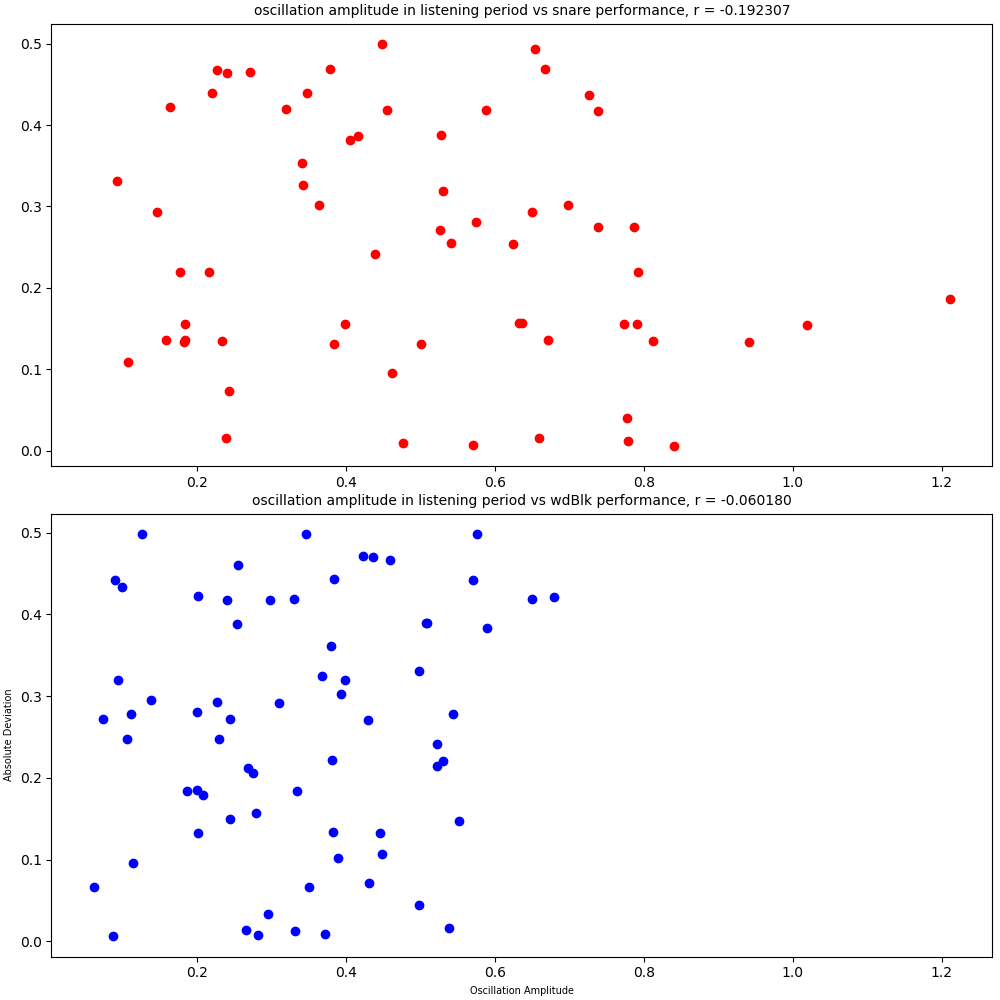 oscillation amplitude in listening period vs snare performance, r = -0.192307
0.5
0.4
0.3
0.2
0.1
0.0
0.2 0.4 0.6 0.8 1.0 1.2
oscillation amplitude in listening period vs wdBlk performance, r = -0.060180
0.5
0.4
0.3
0.2
0.1
0.0
Absolute Deviation
0.2 0.4 0.6 0.8 1.0 1.2
Oscillation Amplitude